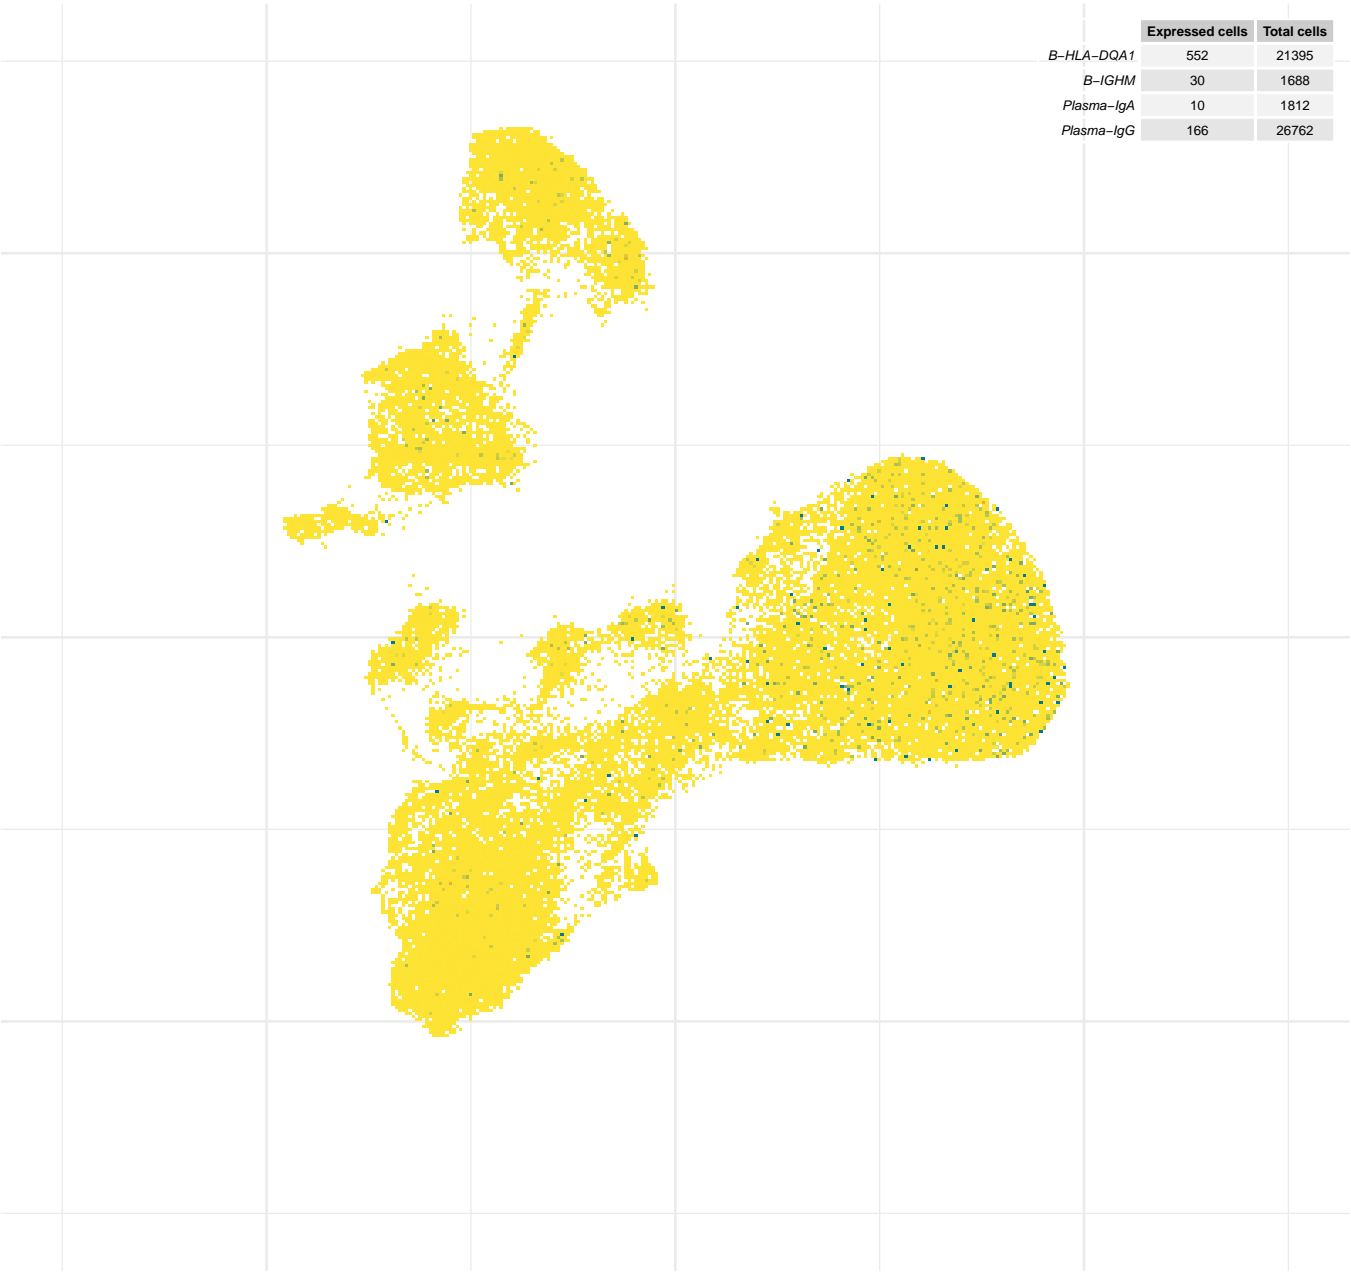 Expressed cells Total cells
B−HLA−DQA1 552 21395
B−IGHM 30 1688
Plasma−IgA 10 1812
Plasma−IgG 166 26762